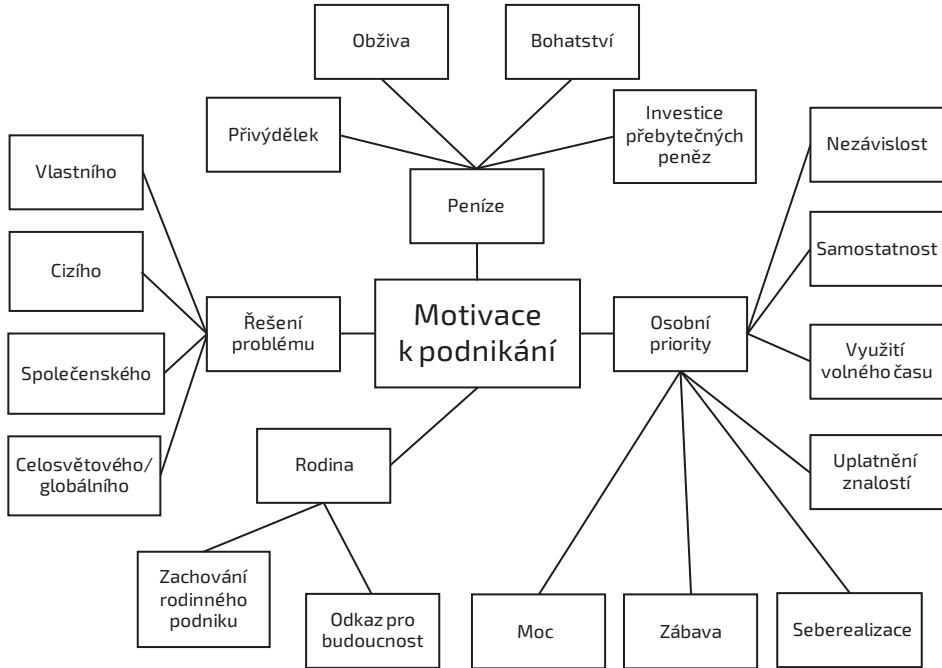 Obživa
Bohatství
Přivýdělek
Investice
přebytečných
peněz
Nezávislost
Vlastního
Peníze
Samostatnost
Cizího
Motivace
k podnikání
Řešení
problému
Osobní
priority
Využití
volného času
Společenského
Celosvětového/
globálního
Rodina
Uplatnění
znalostí
Zachování
rodinného
podniku
Odkaz pro
budoucnost
Moc
Zábava
Seberealizace